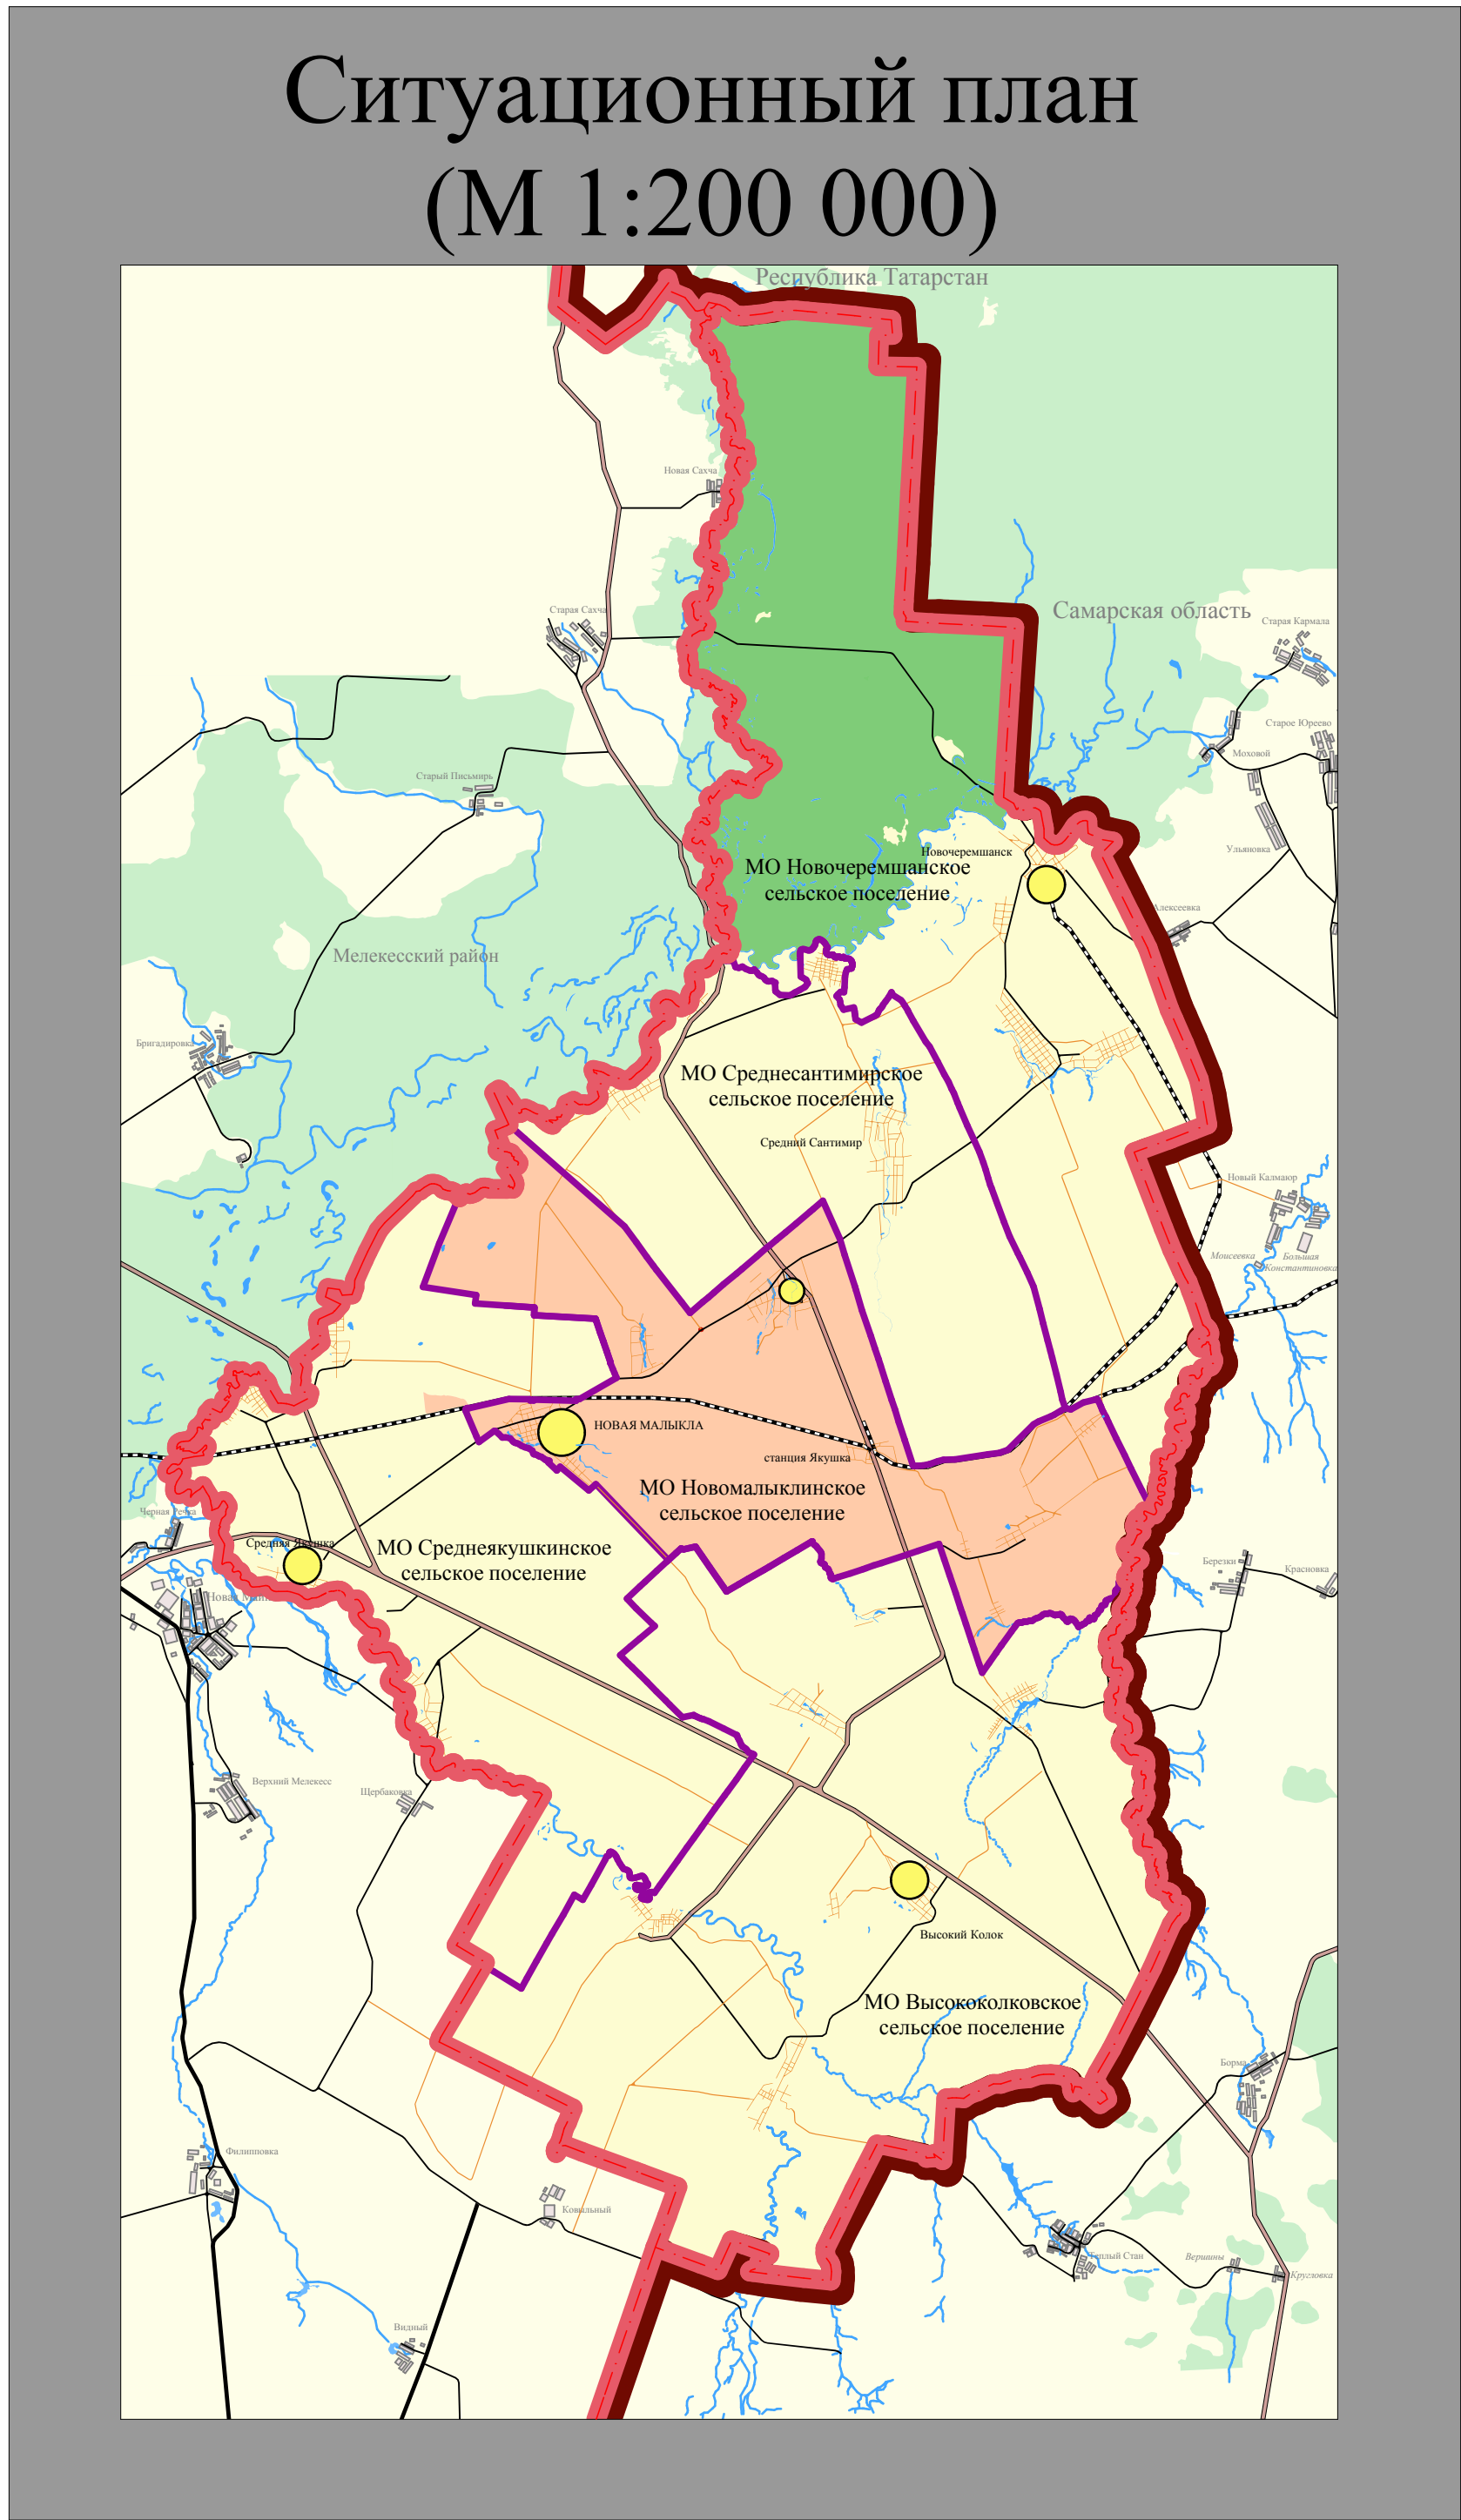 Ситуационный план
(М 1:200 000)
Республика Татарстан
Новая Сахча
Старая Сахча
Самарская область
Старая Кармала
Старое Юреево
Моховой
Старый Письмирь
Ульяновка
Новочеремшанск
МО Новочеремшанское
сельское поселение
Алексеевка
Мелекесский район
Бригадировка
МО Среднесантимирское
сельское поселение
Средний Сантимир
Новый Калмаюр
Моисеевка
Большая
Константиновка
НОВАЯ МАЛЫКЛА
станция Якушка
МО Новомалыклинское
сельское поселение
Черная Речка
Средняя Якушка
МО Среднеякушкинское
сельское поселение
Березки
Красновка
Новая
Верхний Мелекесс
Щербаковка
Высокий Колок
МО Высококолковское
сельское поселение
Борма
Филипповка
Ковыльный
Теплый Стан
Вершины
Кругловка
Видный